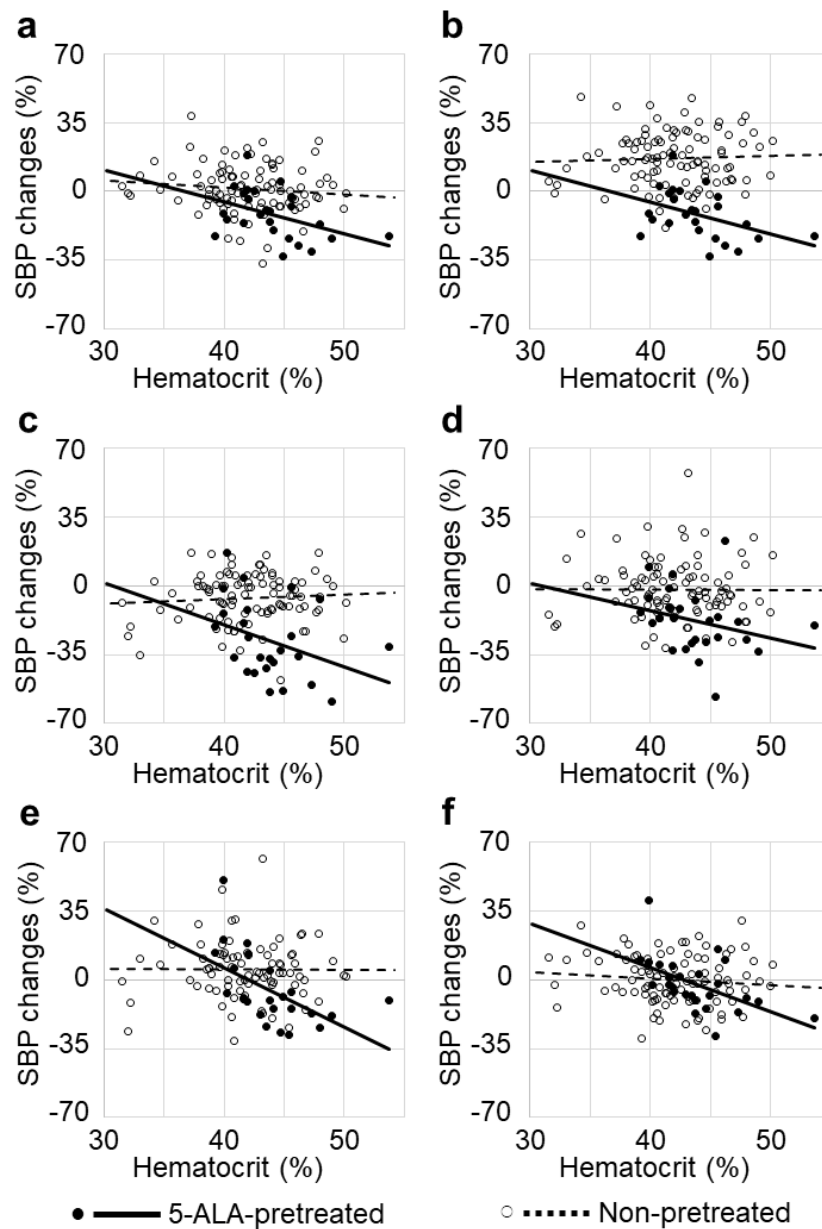 a
70
35
0
-35
-70
SBP changes (%)
30 40 50
Hematocrit (%)
b
70
35
0
-35
-70
SBP changes (%)
30 40 50
Hematocrit (%)
c
70
35
0
-35
-70
SBP changes (%)
30 40 50
Hematocrit (%)
d
70
35
0
-35
-70
SBP changes (%)
30 40 50
Hematocrit (%)
e
70
35
0
-35
-70
SBP changes (%)
30 40 50
Hematocrit (%)
f
70
35
0
-35
-70
SBP changes (%)
30 40 50
Hematocrit (%)
5-ALA-pretreated
Non-pretreated